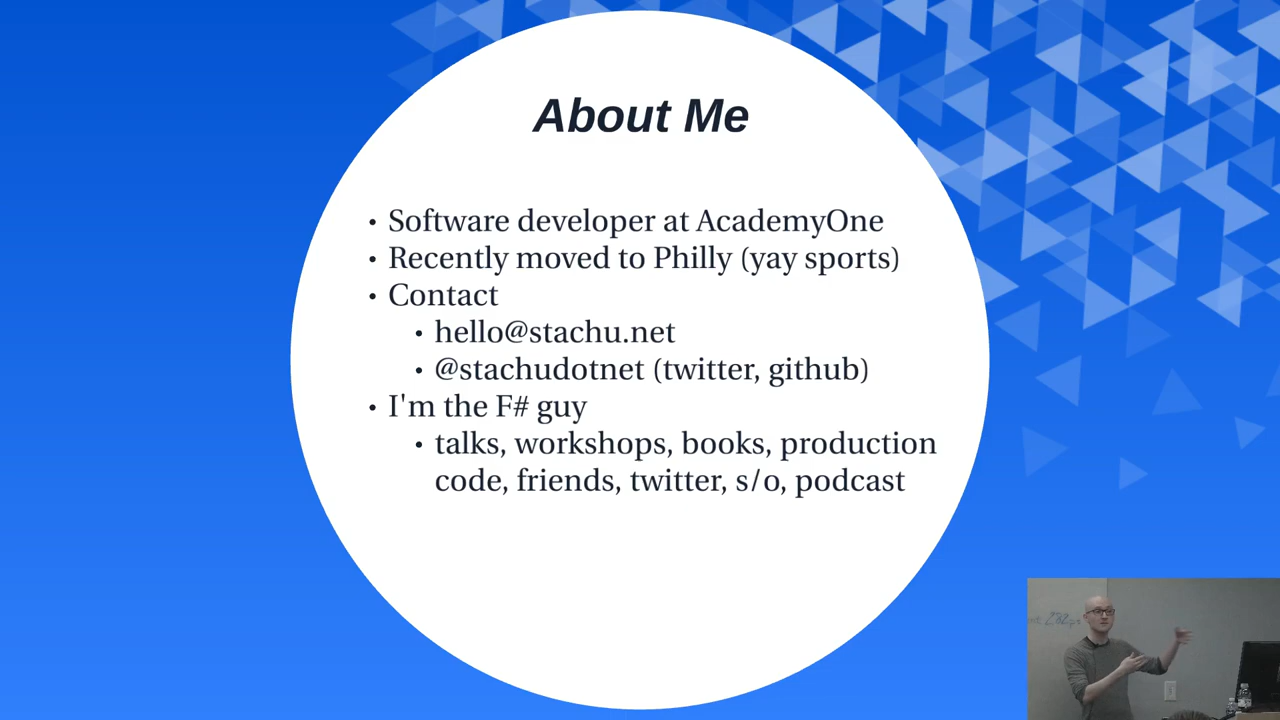 About Me
• Software developer at AcademyOne
• Recently moved to Philly (yay sports)
• Contact
• hello@stachu.net
• @stachudotnet (twitter, github)
• I'm the F# guy
• talks, workshops, books, production
code, friends, twitter, s/o, podcast